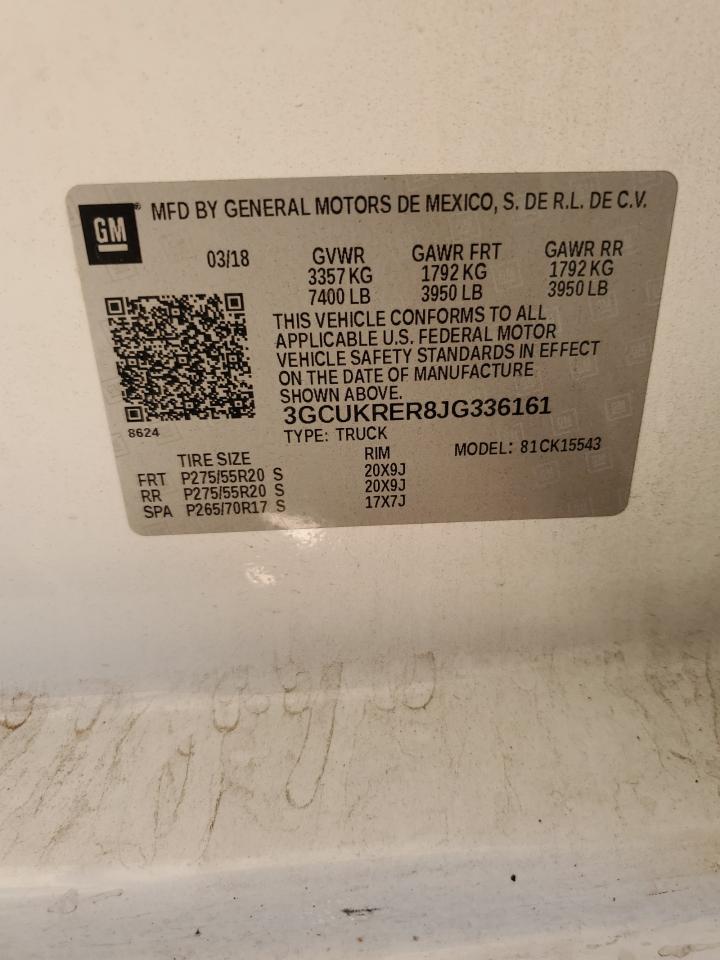 GM® MFD BY GENERAL MOTORS DE MEXICO, S. DE R.L. DE C.V.
03/18 GVWR GAWR FRT GAWR RR
3357 KG 1792 KG 1792 KG
7400 LB 3950 LB 3950 LB
THIS VEHICLE CONFORMS TO ALL
APPLICABLE U.S. FEDERAL MOTOR
VEHICLE SAFETY STANDARDS IN EFFECT
ON THE DATE OF MANUFACTURE
SHOWN ABOVE.
3GCUKRER8JG336161
8624
TYPE: TRUCK
MODEL: 81CK15543
TIRE SIZE RIM
FRT P275/55R20 S 20X9J
RR P275/55R20 S 20X9J
SPA P265/70R17 S 17X7J